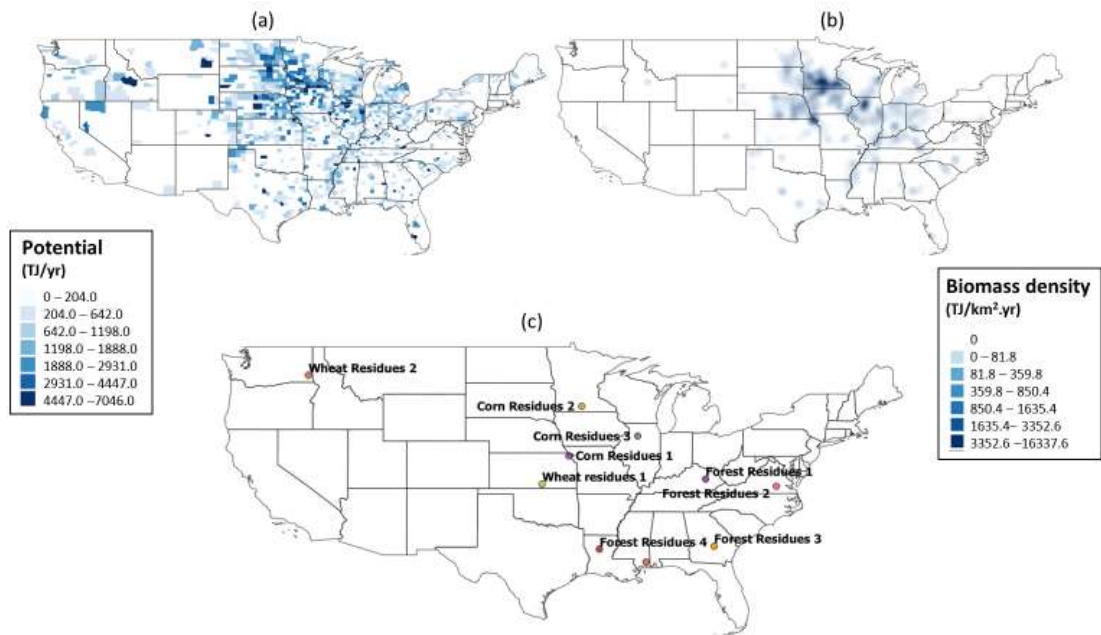 (a)
(b)
Potential
(TJ/yr)
0 – 204.0
204.0 – 642.0
642.0 – 1198.0
1198.0 – 1888.0
1888.0 – 2931.0
2931.0 – 4447.0
4447.0 –7046.0
Biomass density
(TJ/km².yr)
0
0 – 81.8
81.8 – 359.8
359.8 – 850.4
850.4 – 1635.4
1635.4– 3352.6
3352.6 –16337.6
(c)
Wheat Residues 2
Corn Residues 2
Corn Residues 3
Corn Residues 1
Wheat residues 1
Forest Residues 1
Forest Residues 2
Forest Residues 4
Forest Residues 3